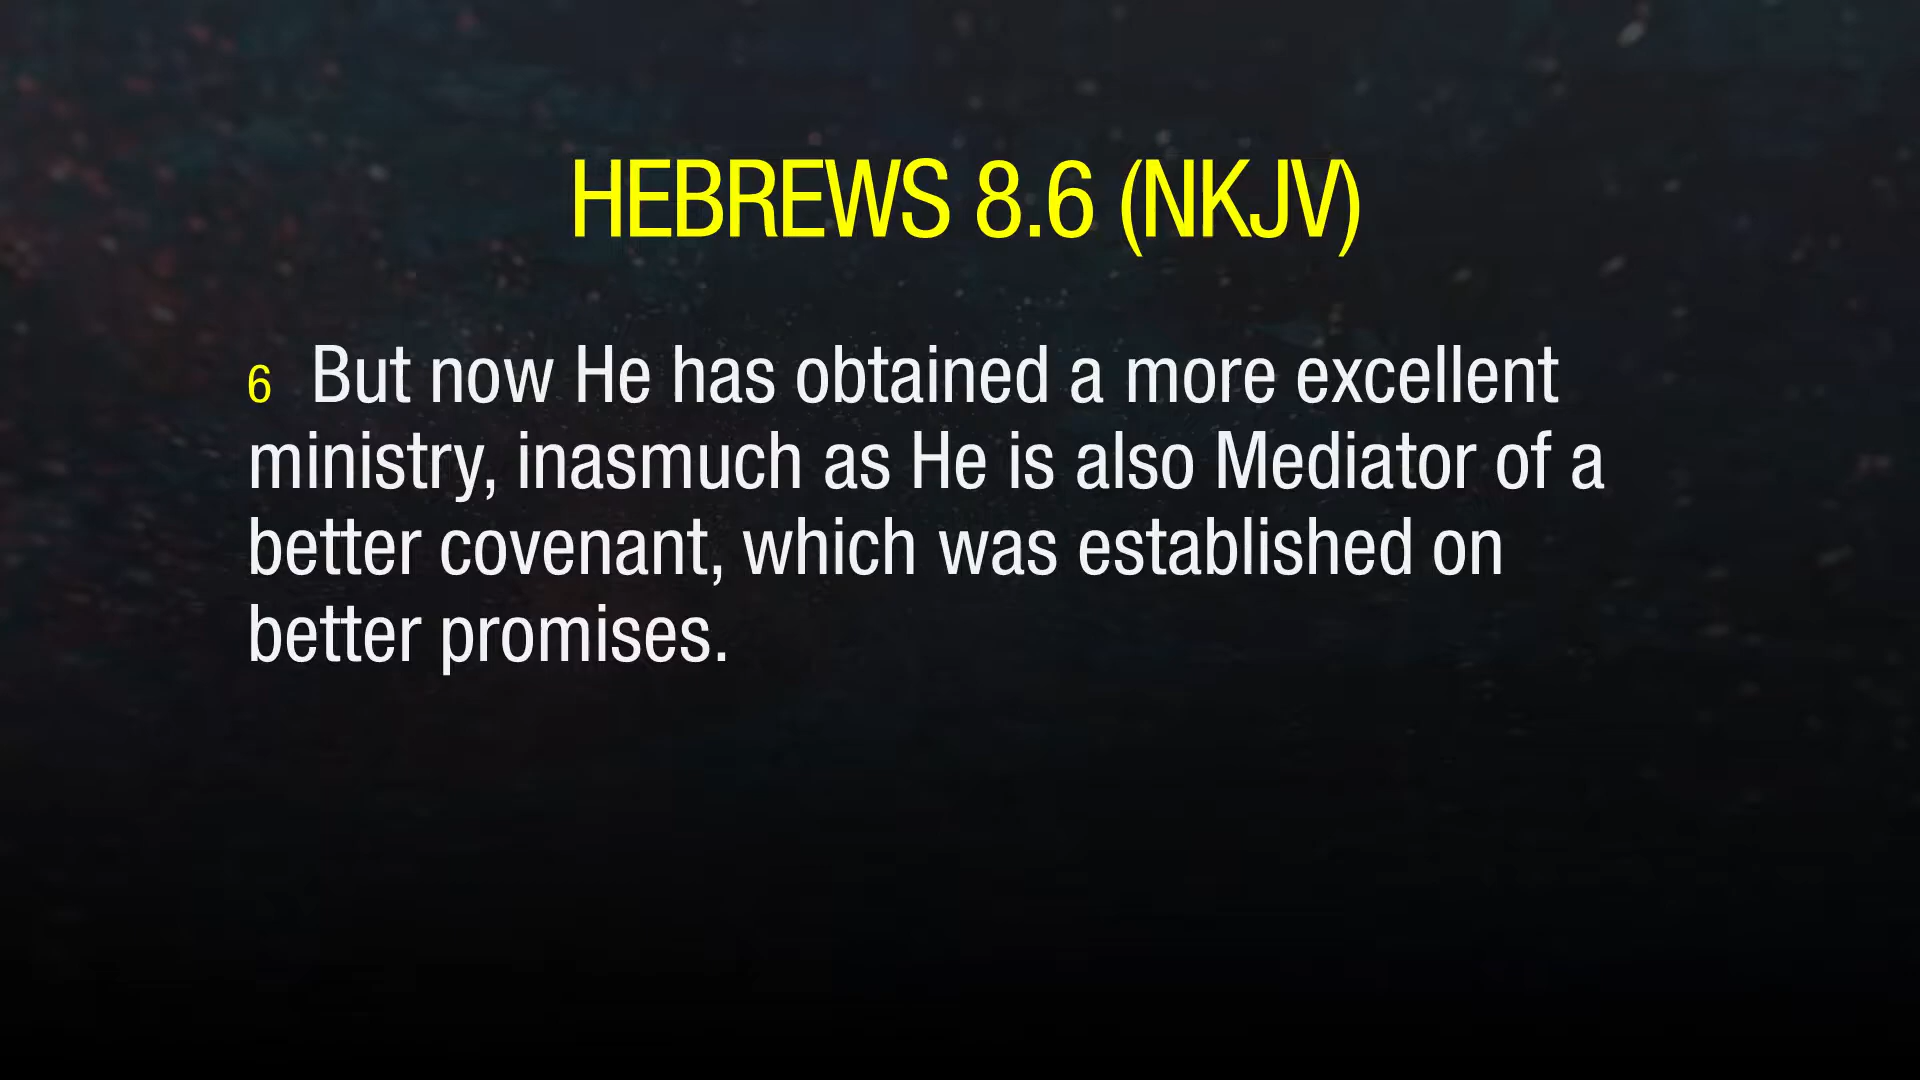 HEBREWS 8.6 (NKJV)
6 But now He has obtained a more excellent
ministry, inasmuch as He is also Mediator of a
better covenant, which was established on
better promises.